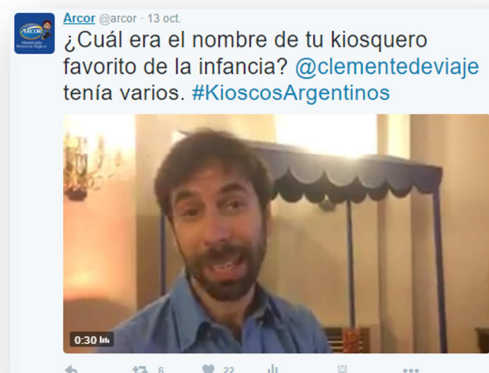 Arcor @arcor · 13 oct.
ARCOR
¿Cuál era el nombre de tu kiosquero
favorito de la infancia? @clementedeviaje
tenía varios. #KioscosArgentinos
0:30
6 22